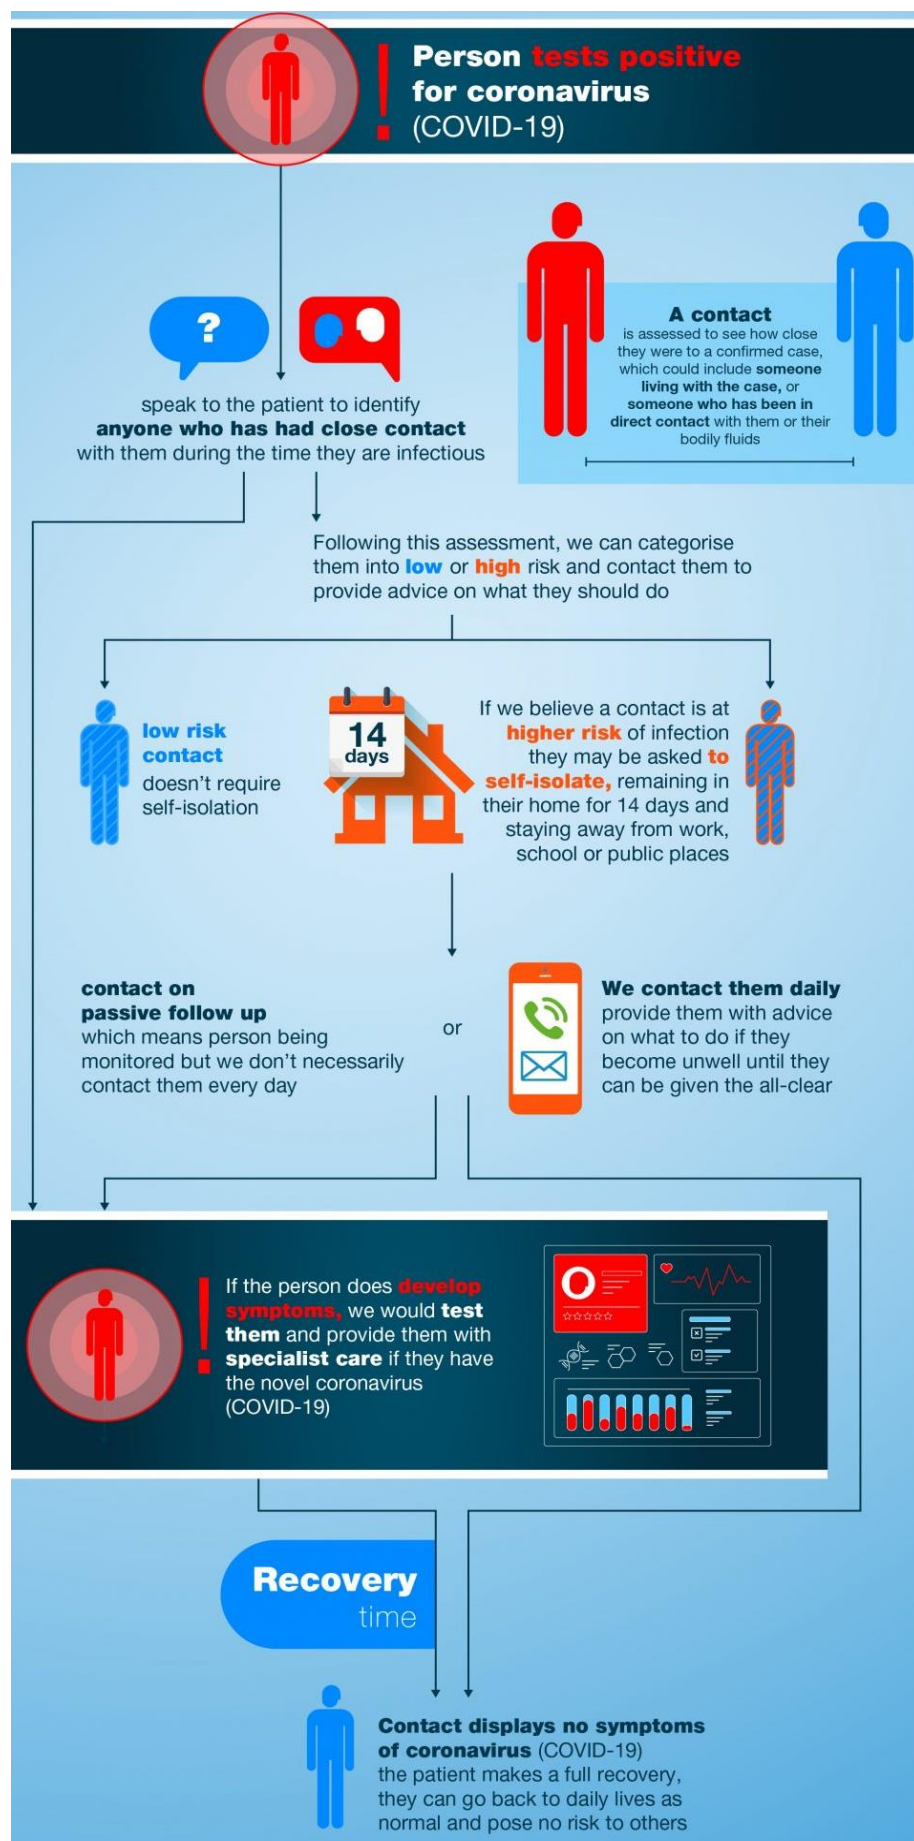 Person tests positive
for coronavirus
(COVID-19)
?
speak to the patient to identify
anyone who has had close contact
with them during the time they are infectious
A contact
is assessed to see how close
they were to a confirmed case,
which could include someone
living with the case, or
someone who has been in
direct contact with them or their
bodily fluids
Following this assessment, we can categorise
them into low or high risk and contact them to
provide advice on what they should do
low risk
contact
doesn't require
self-isolation
14
days
If we believe a contact is at
higher risk of infection
they may be asked to
self-isolate, remaining in
their home for 14 days and
staying away from work,
school or public places
contact on
passive follow up
which means person being
monitored but we don't necessarily
contact them every day
or
We contact them daily
provide them with advice
on what to do if they
become unwell until they
can be given the all-clear
If the person does develop
symptoms, we would test
them and provide them with
specialist care if they have
the novel coronavirus
(COVID-19)
Recovery
time
Contact displays no symptoms
of coronavirus (COVID-19)
the patient makes a full recovery,
they can go back to daily lives as
normal and pose no risk to others